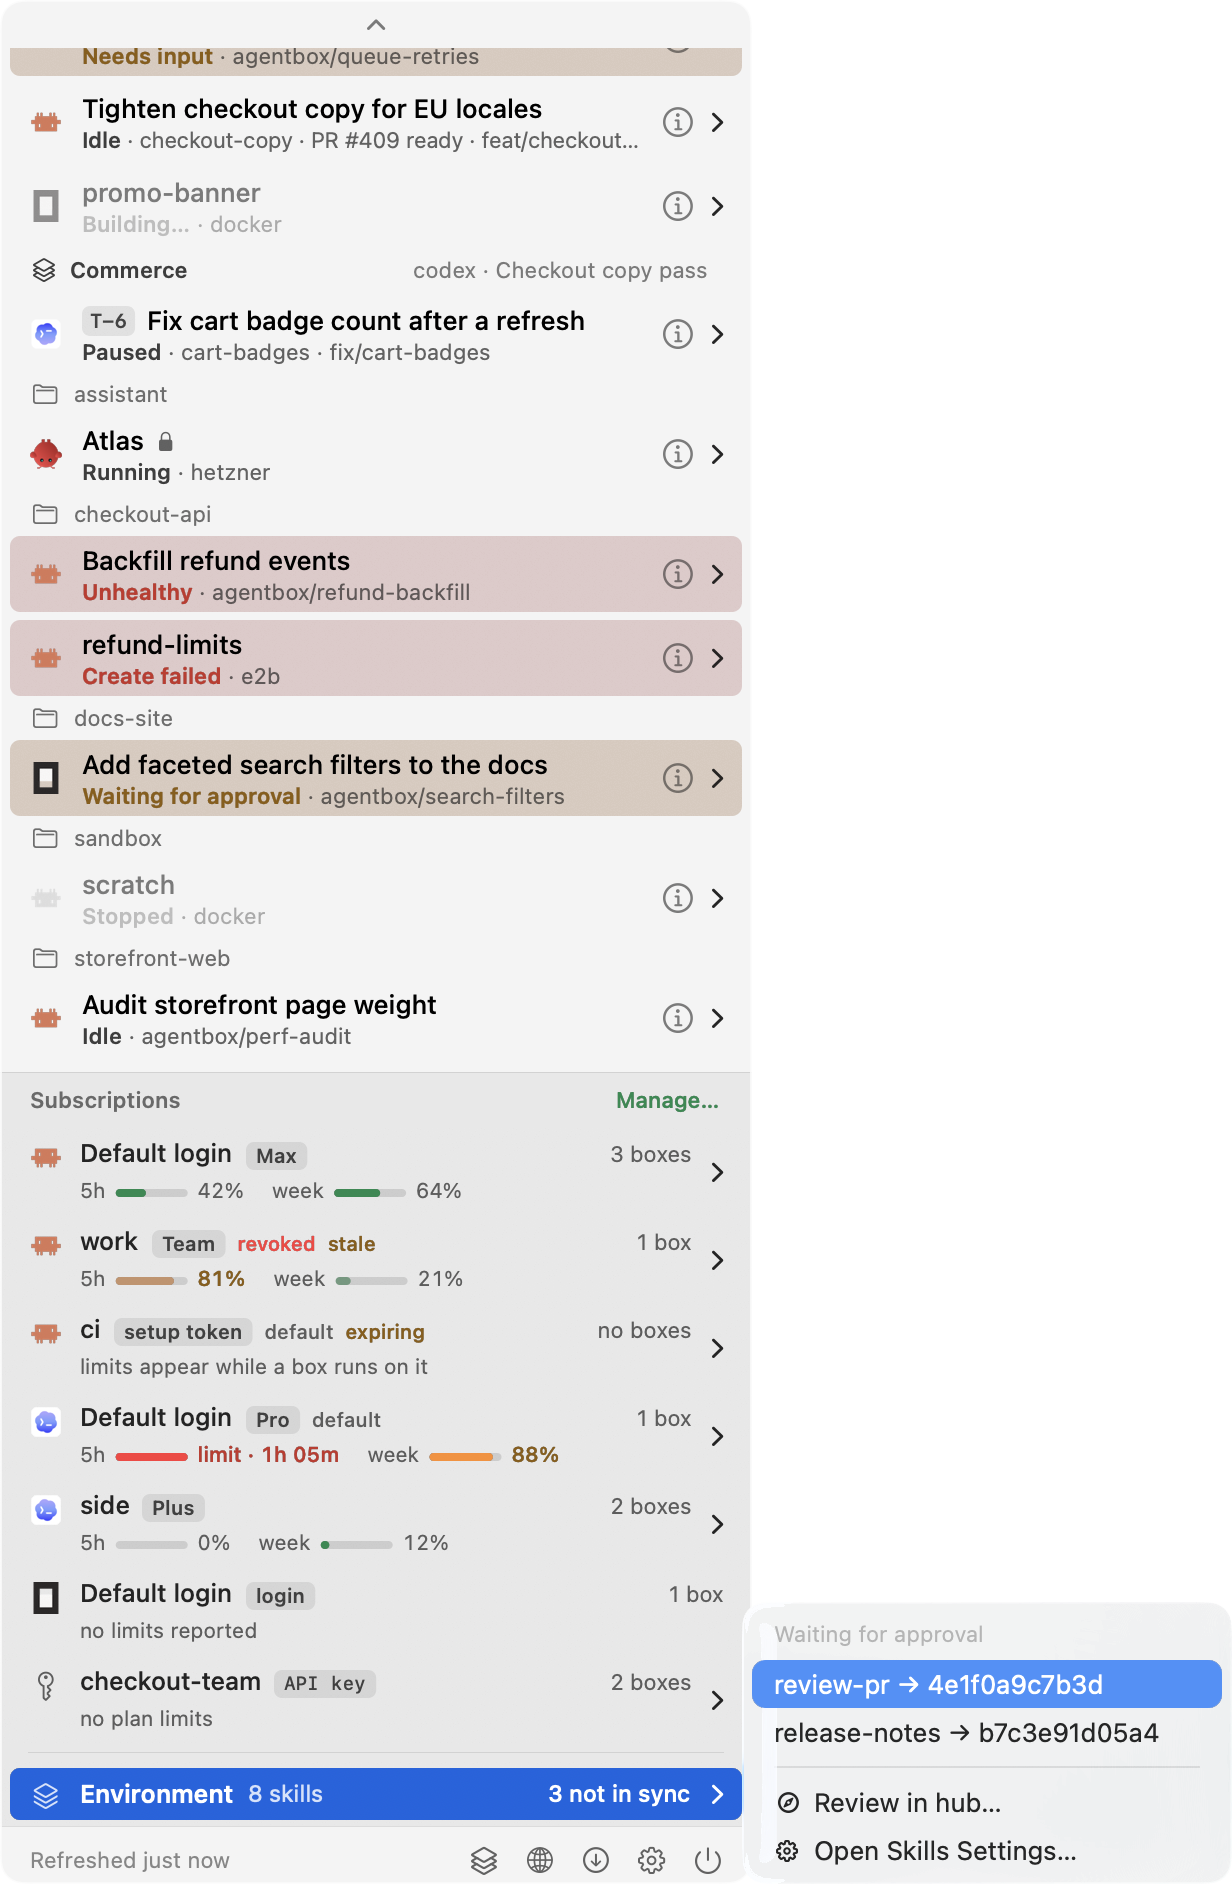 Needs input · agentbox/queue-retries
Tighten checkout copy for EU locales
Idle · checkout-copy · PR #409 ready · feat/checkout...
promo-banner
Building... · docker
Commerce codex · Checkout copy pass
T–6 Fix cart badge count after a refresh
Paused · cart-badges · fix/cart-badges
assistant
Atlas
Running · hetzner
checkout-api
Backfill refund events
Unhealthy · agentbox/refund-backfill
refund-limits
Create failed · e2b
docs-site
Add faceted search filters to the docs
Waiting for approval · agentbox/search-filters
sandbox
scratch
Stopped · docker
storefront-web
Audit storefront page weight
Idle · agentbox/perf-audit
Subscriptions Manage...
Default login Max 3 boxes
5h 42% week 64%
work Team revoked stale 1 box
5h 81% week 21%
ci setup token default expiring no boxes
limits appear while a box runs on it
Default login Pro default 1 box
5h limit · 1h 05m week 88%
side Plus 2 boxes
5h 0% week 12%
Default login login 1 box
no limits reported
checkout-team API key 2 boxes
no plan limits
Environment 8 skills 3 not in sync
Refreshed just now
Waiting for approval
review-pr → 4e1f0a9c7b3d
release-notes → b7c3e91d05a4
Review in hub...
Open Skills Settings...